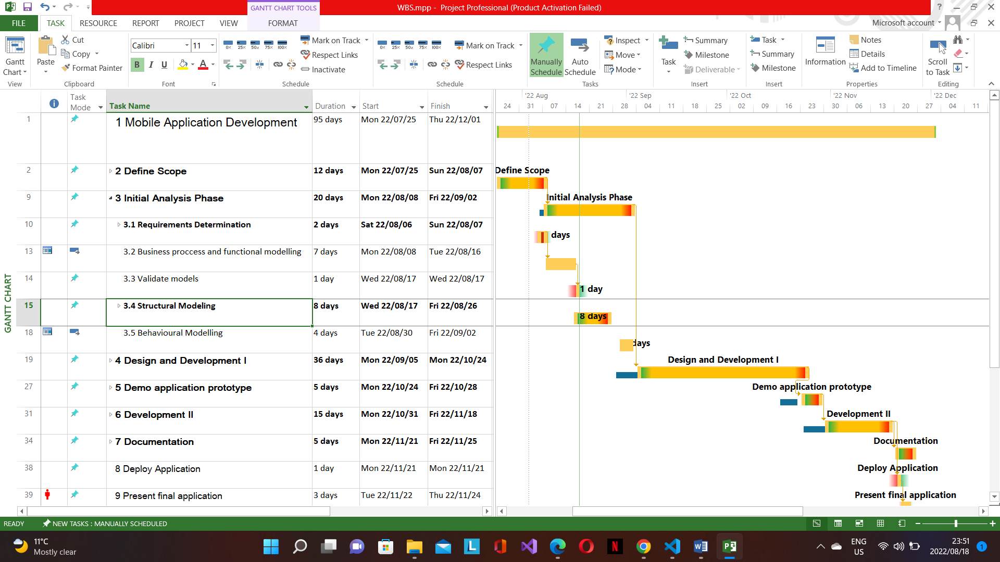 GANTT CHART TOOLS
WBS.mpp - Project Professional (Product Activation Failed)
FILE TASK RESOURCE REPORT PROJECT VIEW FORMAT
Microsoft account
Gantt Chart
View
Paste
Cut
Copy
Format Painter
Clipboard
Calibri 11
B I U A
Font
0% 25% 50% 75% 100%
Mark on Track
Respect Links
Inactivate
Schedule
0% 25% 50% 75% 100%
Mark on Track
Respect Links
Schedule
Manually Schedule
Auto Schedule
Inspect
Move
Mode
Tasks
Task
Summary
Milestone
Deliverable
Insert
Task
Summary
Milestone
Insert
Information
Notes
Details
Add to Timeline
Properties
Scroll to Task
Editing
Task Mode Task Name Duration Start Finish
'22 Aug '22 Sep '22 Oct '22 Nov '22 Dec
24 31 07 14 21 28 04 11 18 25 02 09 16 23 30 06 13 20 27 04 11
GANTT CHART
1 1 Mobile Application Development 95 days Mon 22/07/25 Thu 22/12/01
2 2 Define Scope 12 days Mon 22/07/25 Sun 22/08/07
Define Scope
9 3 Initial Analysis Phase 20 days Mon 22/08/08 Fri 22/09/02
Initial Analysis Phase
10 3.1 Requirements Determination 2 days Sat 22/08/06 Sun 22/08/07
days
13 3.2 Business proccess and functional modelling 7 days Mon 22/08/08 Tue 22/08/16
14 3.3 Validate models 1 day Wed 22/08/17 Wed 22/08/17
1 day
15 3.4 Structural Modeling 8 days Wed 22/08/17 Fri 22/08/26
8 days
18 3.5 Behavioural Modelling 4 days Tue 22/08/30 Fri 22/09/02
days
19 4 Design and Development I 36 days Mon 22/09/05 Mon 22/10/24
Design and Development I
27 5 Demo application prototype 5 days Mon 22/10/24 Fri 22/10/28
Demo application prototype
31 6 Development II 15 days Mon 22/10/31 Fri 22/11/18
Development II
34 7 Documentation 5 days Mon 22/11/21 Fri 22/11/25
Documentation
38 8 Deploy Application 1 day Mon 22/11/21 Mon 22/11/21
Deploy Application
39 9 Present final application 3 days Tue 22/11/22 Thu 22/11/24
Present final application
READY NEW TASKS : MANUALLY SCHEDULED
11°C
Mostly clear
ENG
US
23:51
2022/08/18
1